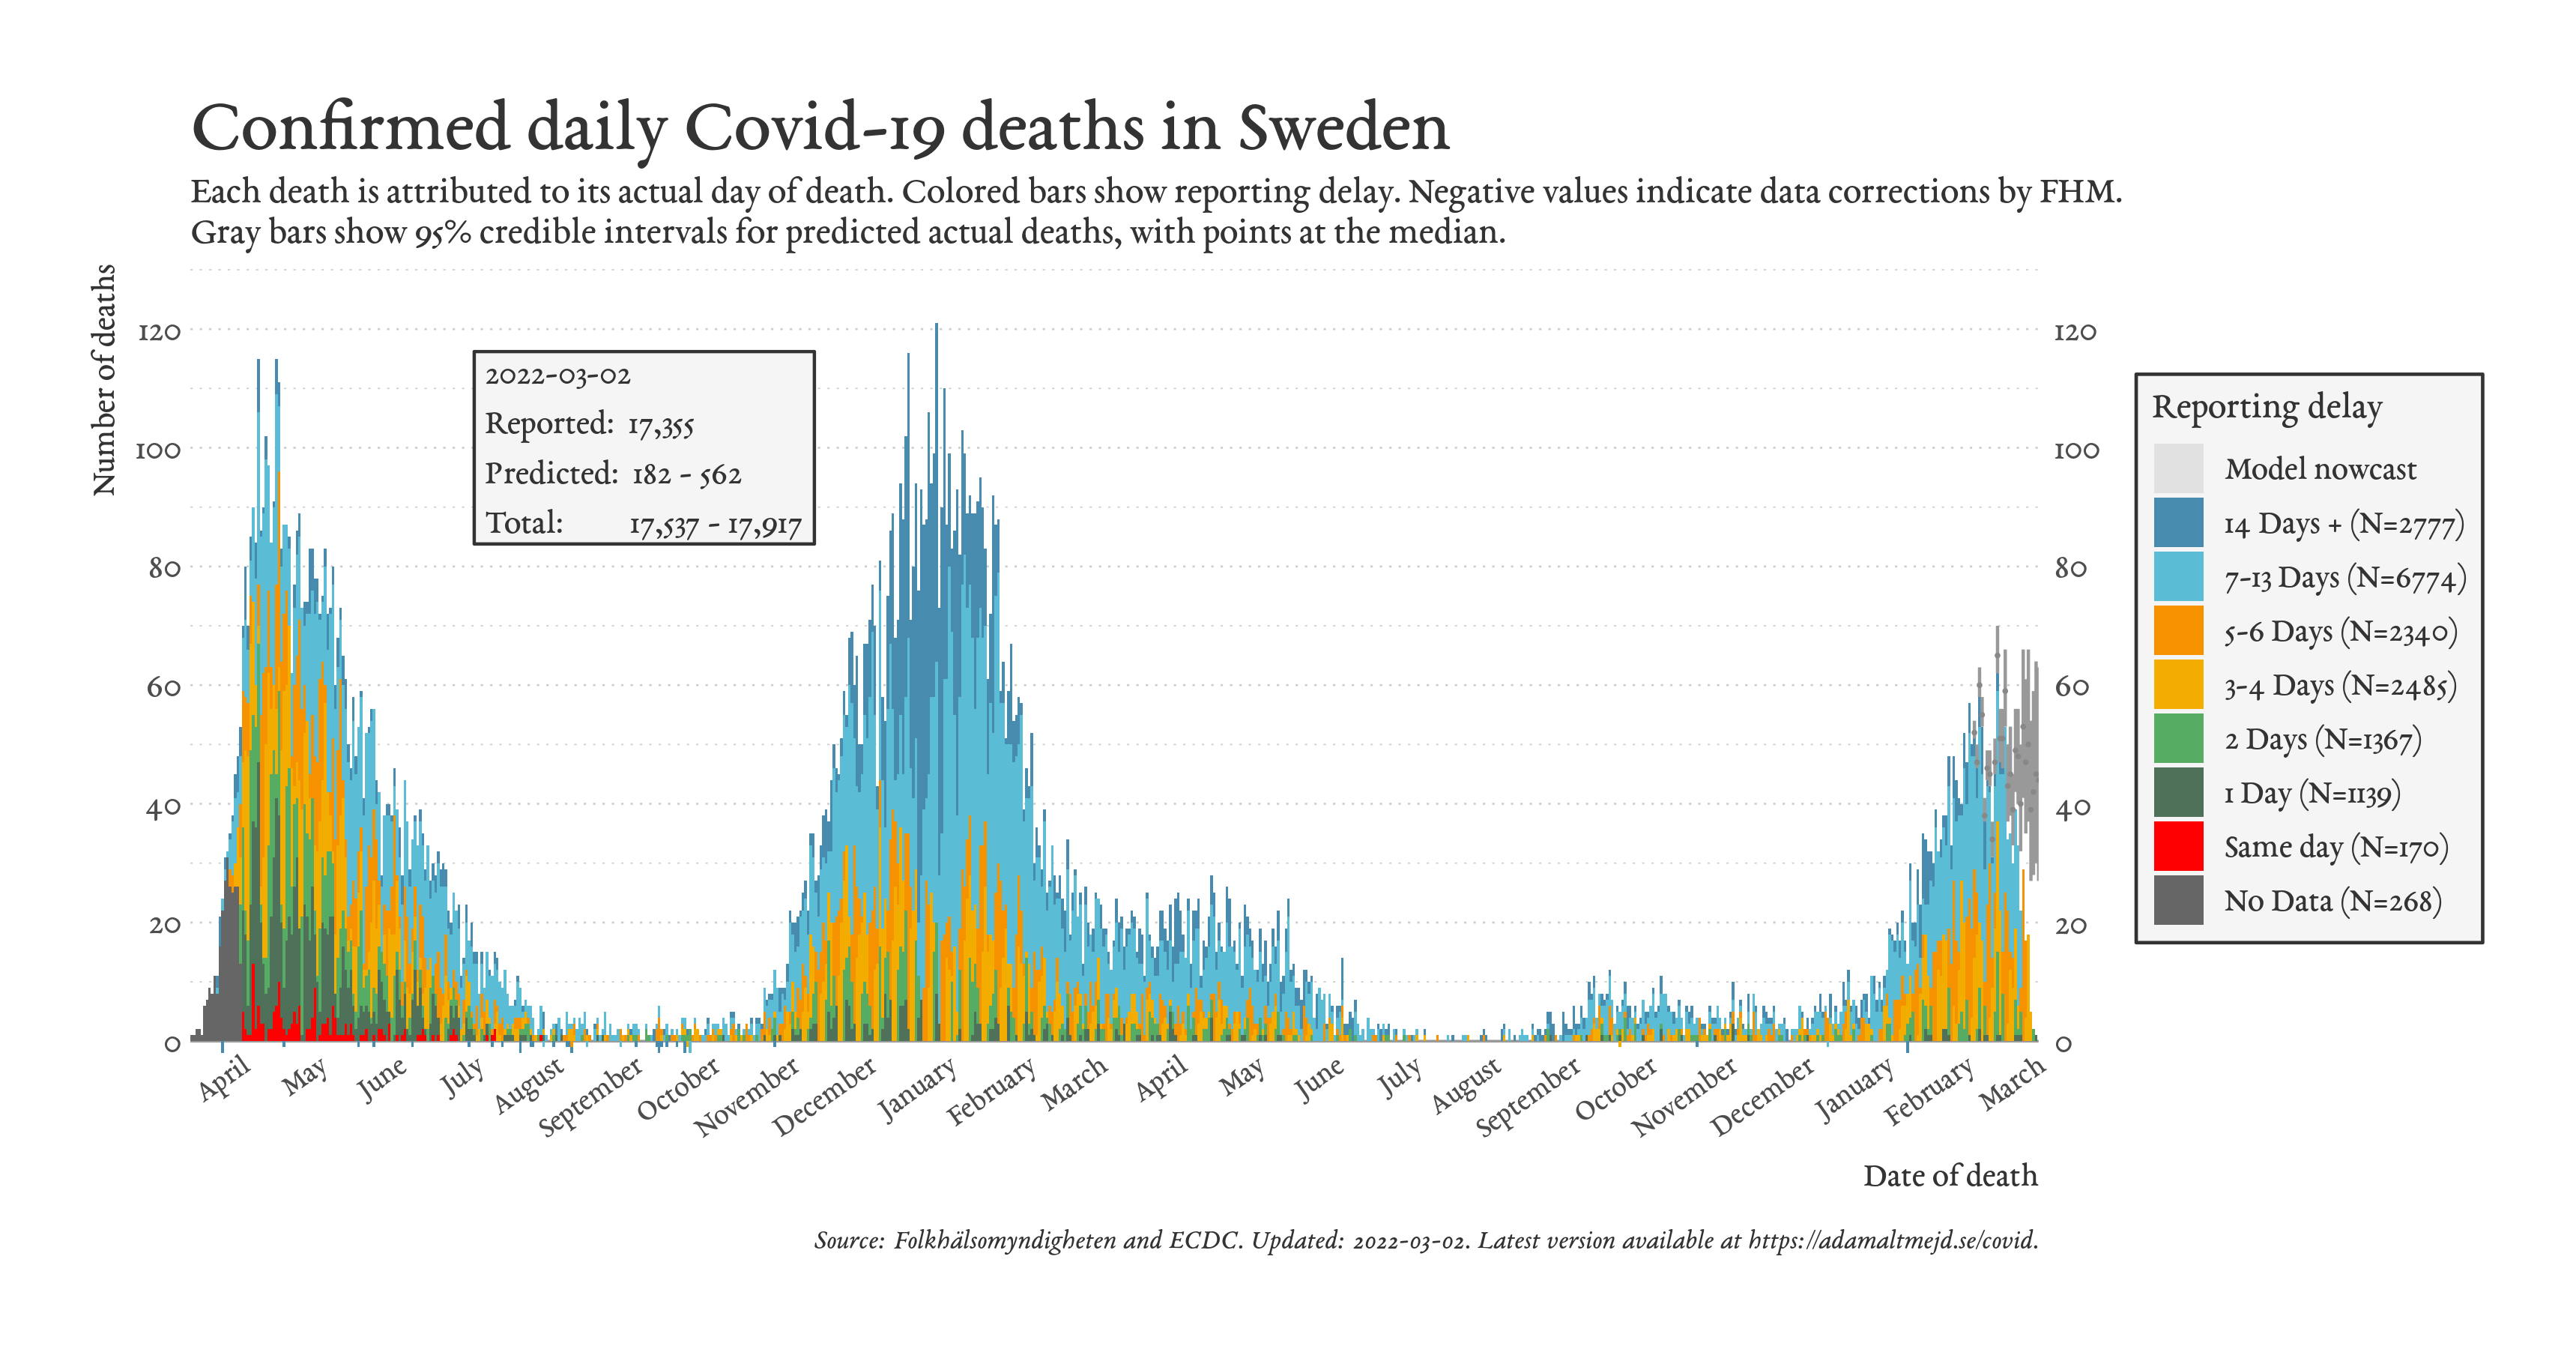 Confirmed daily Covid-19 deaths in Sweden
Each death is attributed to its actual day of death. Colored bars show reporting delay. Negative values indicate data corrections by FHM.
Gray bars show 95% credible intervals for predicted actual deaths, with points at the median.
Number of deaths
120
100
80
60
40
20
0
2022-03-02
Reported: 17,355
Predicted: 182 - 562
Total: 17,537 - 17,917
120
100
80
60
40
20
0
Reporting delay
Model nowcast
14 Days + (N=2777)
7-13 Days (N=6774)
5-6 Days (N=2340)
3-4 Days (N=2485)
2 Days (N=1367)
1 Day (N=1139)
Same day (N=170)
No Data (N=268)
April
May
June
July
August
September
October
November
December
January
February
March
April
May
June
July
August
September
October
November
December
January
February
March
Date of death
Source: Folkhälsomyndigheten and ECDC. Updated: 2022-03-02. Latest version available at https://adamaltmejd.se/covid.